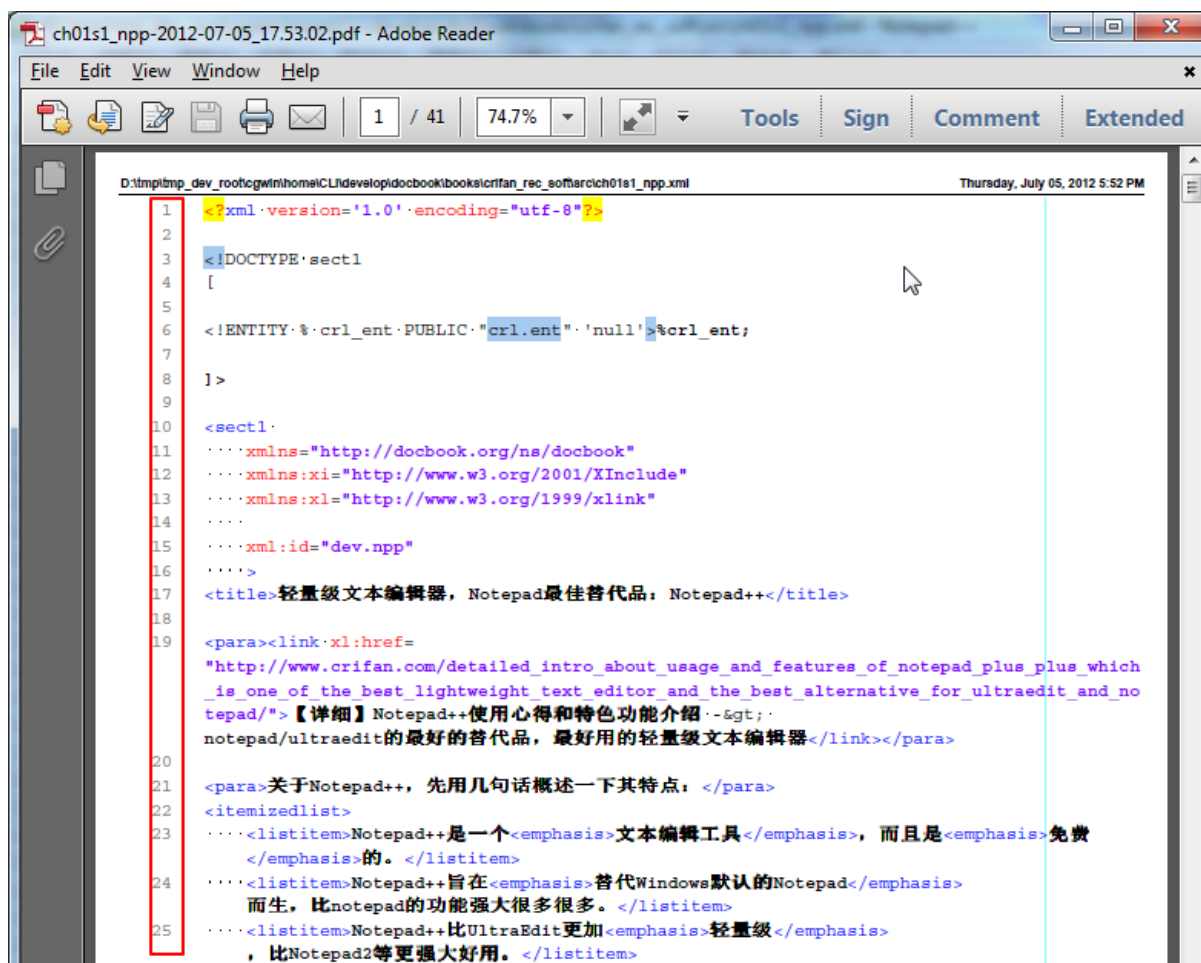 ch01s1_npp-2012-07-05_17.53.02.pdf - Adobe Reader
File Edit View Window Help
1 / 41 74.7% Tools Sign Comment Extended
D:\tmp\tmp_dev_root\cgwin\home\CLi\develop\docbook\books\crifan_rec_soft\src\ch01s1_npp.xml Thursday, July 05, 2012 5:52 PM
1 <?xml·version='1.0'·encoding="utf-8"?>
2
3 <!DOCTYPE·sect1
4 [
5
6 <!ENTITY·%·crl_ent·PUBLIC·"crl.ent"·'null'>%crl_ent;
7
8 ]>
9
10 <sect1·
11 ····xmlns="http://docbook.org/ns/docbook"
12 ····xmlns:xi="http://www.w3.org/2001/XInclude"
13 ····xmlns:xl="http://www.w3.org/1999/xlink"
14 ····
15 ····xml:id="dev.npp"
16 ····>
17 <title>轻量级文本编辑器，Notepad最佳替代品：Notepad++</title>
18
19 <para><link·xl:href=
"http://www.crifan.com/detailed_intro_about_usage_and_features_of_notepad_plus_plus_which
_is_one_of_the_best_lightweight_text_editor_and_the_best_alternative_for_ultraedit_and_no
tepad/">【详细】Notepad++使用心得和特色功能介绍·-&gt;·
notepad/ultraedit的最好的替代品，最好用的轻量级文本编辑器</link></para>
20
21 <para>关于Notepad++，先用几句话概述一下其特点：</para>
22 <itemizedlist>
23 ····<listitem>Notepad++是一个<emphasis>文本编辑工具</emphasis>，而且是<emphasis>免费
</emphasis>的。</listitem>
24 ····<listitem>Notepad++旨在<emphasis>替代Windows默认的Notepad</emphasis>
而生，比notepad的功能强大很多很多。</listitem>
25 ····<listitem>Notepad++比UltraEdit更加<emphasis>轻量级</emphasis>
，比Notepad2等更强大好用。</listitem>